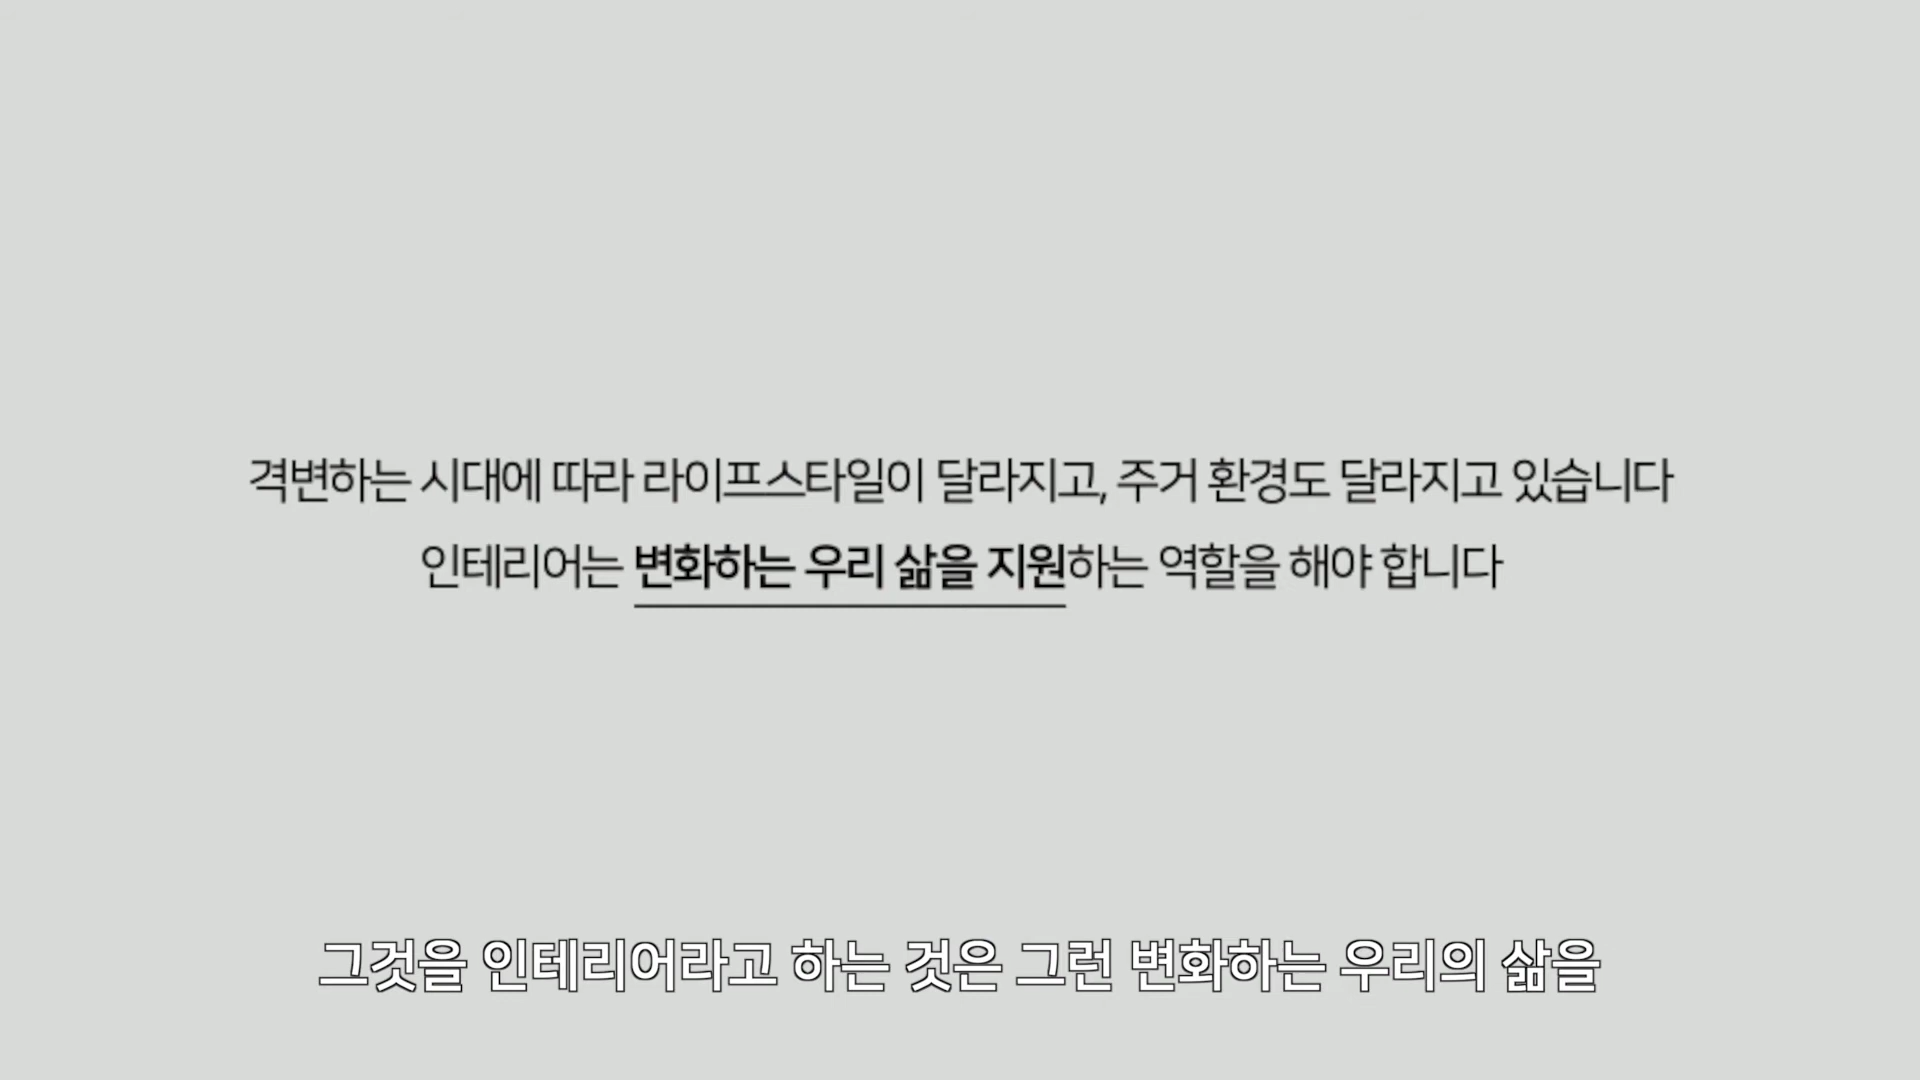 격변하는 시대에 따라 라이프스타일이 달라지고, 주거 환경도 달라지고 있습니다
인테리어는 변화하는 우리 삶을 지원하는 역할을 해야 합니다
그것을 인테리어라고 하는 것은 그런 변화하는 우리의 삶을